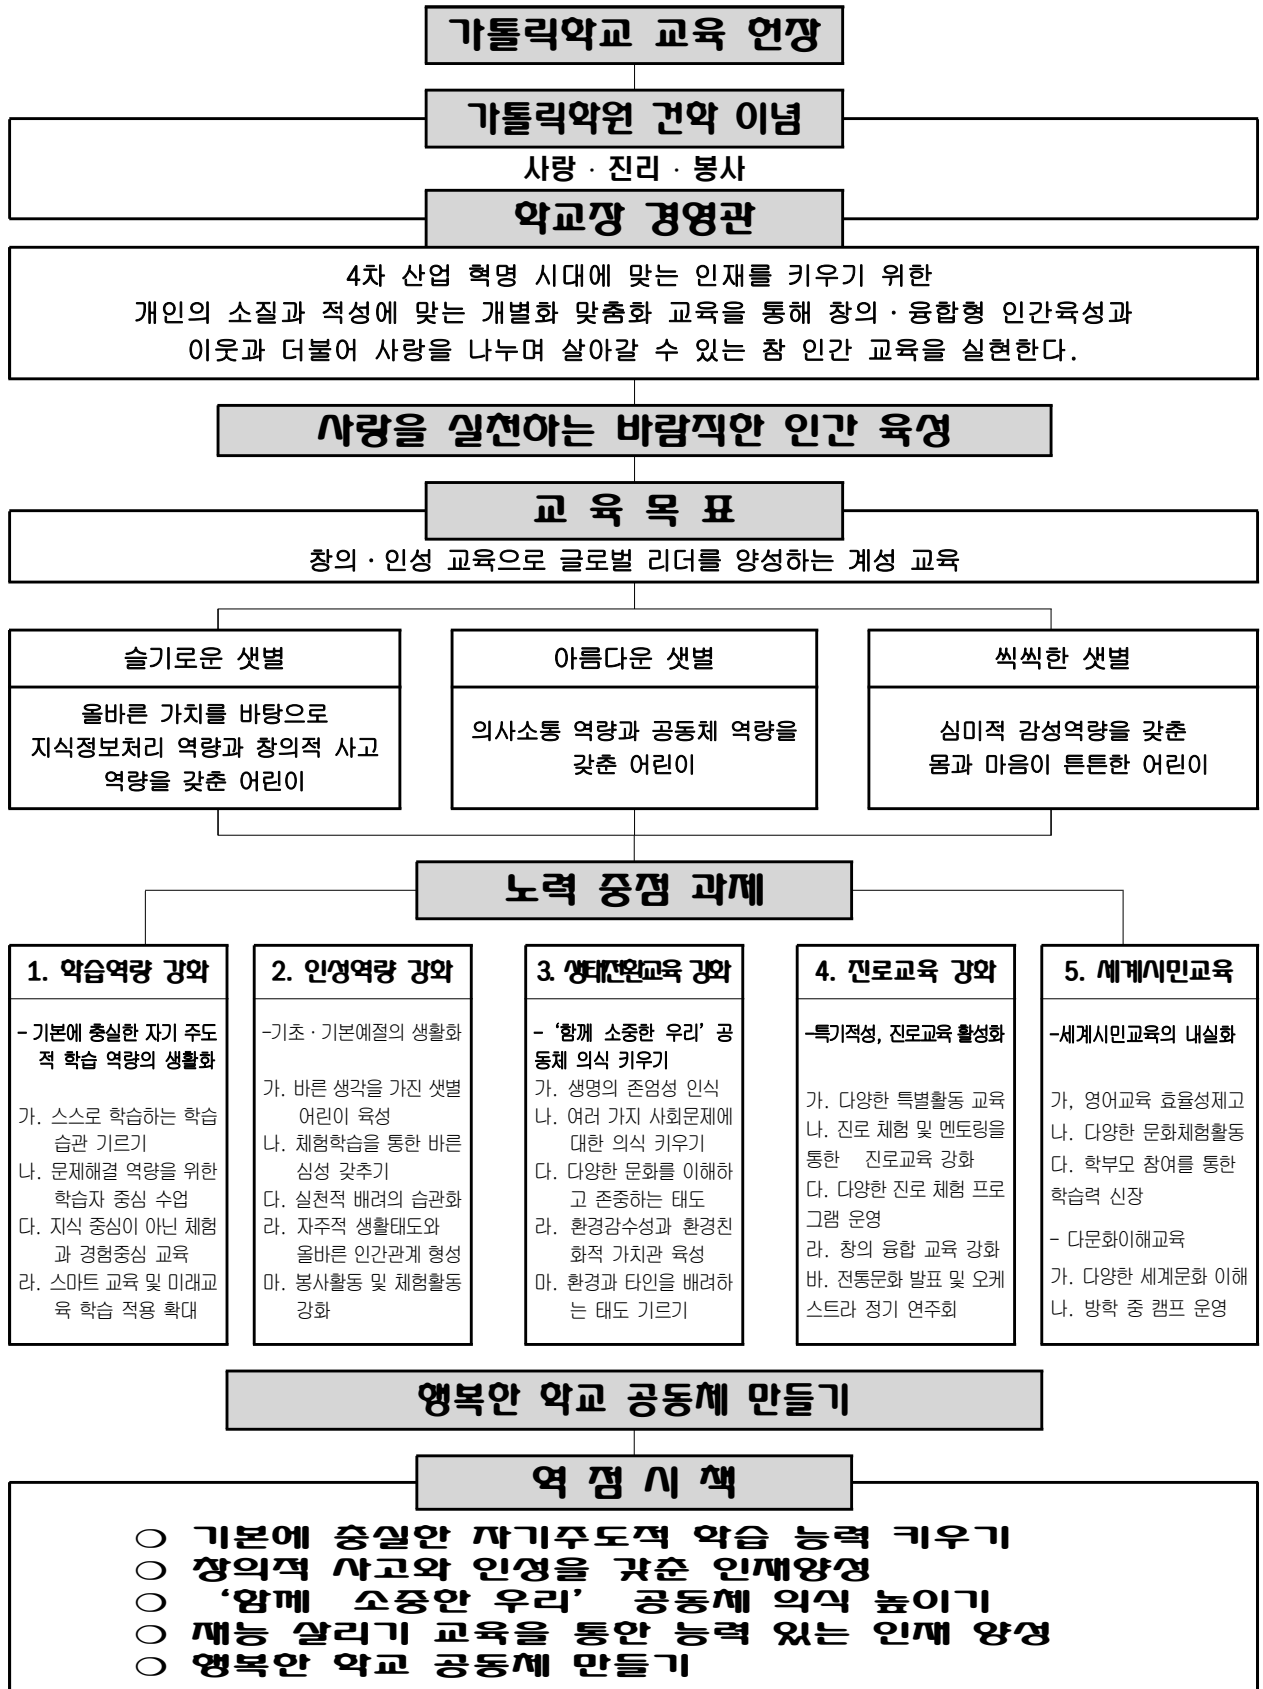 가톨릭학교 교육 헌장
가톨릭학원 건학 이념
사랑 · 진리 · 봉사
학교장 경영관
4차 산업 혁명 시대에 맞는 인재를 키우기 위한
개인의 소질과 적성에 맞는 개별화 맞춤화 교육을 통해 창의 · 융합형 인간육성과
이웃과 더불어 사랑을 나누며 살아갈 수 있는 참 인간 교육을 실현한다.
사랑을 실천하는 바람직한 인간 육성
교 육 목 표
창의 · 인성 교육으로 글로벌 리더를 양성하는 계성 교육
슬기로운 샛별
올바른 가치를 바탕으로
지식정보처리 역량과 창의적 사고
역량을 갖춘 어린이
아름다운 샛별
의사소통 역량과 공동체 역량을
갖춘 어린이
씩씩한 샛별
심미적 감성역량을 갖춘
몸과 마음이 튼튼한 어린이
노력 중점 과제
1. 학습역량 강화
- 기본에 충실한 자기 주도
적 학습 역량의 생활화
가. 스스로 학습하는 학습
습관 기르기
나. 문제해결 역량을 위한
학습자 중심 수업
다. 지식 중심이 아닌 체험
과 경험중심 교육
라. 스마트 교육 및 미래교
육 학습 적용 확대
2. 인성역량 강화
-기초 · 기본예절의 생활화
가. 바른 생각을 가진 샛별
어린이 육성
나. 체험학습을 통한 바른
심성 갖추기
다. 실천적 배려의 습관화
라. 자주적 생활태도와
올바른 인간관계 형성
마. 봉사활동 및 체험활동
강화
3. 생태전환교육 강화
- ‘함께 소중한 우리’ 공
동체 의식 키우기
가. 생명의 존엄성 인식
나. 여러 가지 사회문제에
대한 의식 키우기
다. 다양한 문화를 이해하
고 존중하는 태도
라. 환경감수성과 환경친
화적 가치관 육성
마. 환경과 타인을 배려하
는 태도 기르기
4. 진로교육 강화
-특기적성, 진로교육 활성화
가. 다양한 특별활동 교육
나. 진로 체험 및 멘토링을
통한 진로교육 강화
다. 다양한 진로 체험 프로
그램 운영
라. 창의 융합 교육 강화
바. 전통문화 발표 및 오케
스트라 정기 연주회
5. 세계시민교육
-세계시민교육의 내실화
가, 영어교육 효율성제고
나. 다양한 문화체험활동
다. 학부모 참여를 통한
학습력 신장
- 다문화이해교육
가. 다양한 세계문화 이해
나. 방학 중 캠프 운영
행복한 학교 공동체 만들기
역 점 시 책
○ 기본에 충실한 자기주도적 학습 능력 키우기
○ 창의적 사고와 인성을 갖춘 인재양성
○ ‘함께 소중한 우리’ 공동체 의식 높이기
○ 재능 살리기 교육을 통한 능력 있는 인재 양성
○ 행복한 학교 공동체 만들기